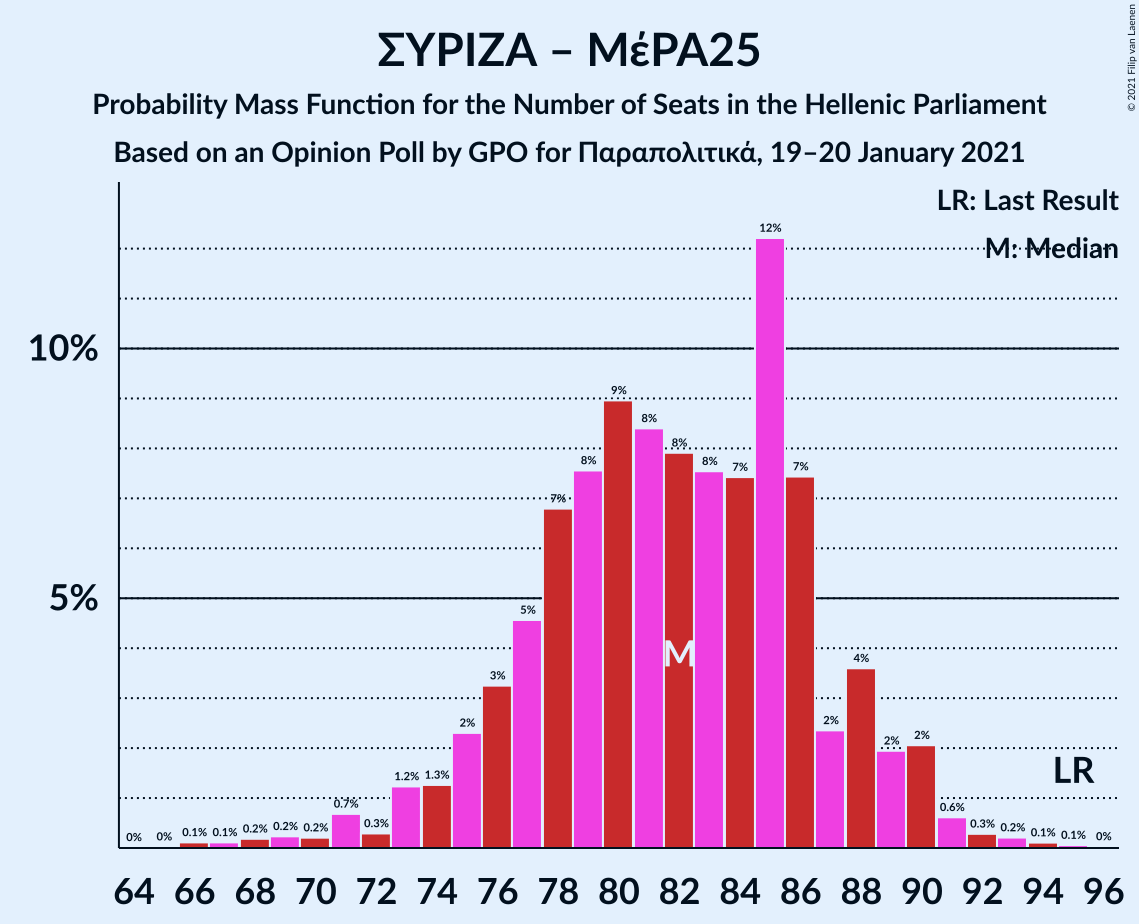 ΣΥΡΙΖΑ – ΜέΡΑ25
Probability Mass Function for the Number of Seats in the Hellenic Parliament
Based on an Opinion Poll by GPO for Παραπολιτικά, 19–20 January 2021
© 2021 Filip van Laenen
LR: Last Result
M: Median
10%
5%
0% 0% 0.1% 0.1% 0.2% 0.2% 0.2% 0.7% 0.3% 1.2% 1.3% 2% 3% 5% 7% 8% 9% 8% 8% 8% 7% 12% 7% 2% 4% 2% 2% 0.6% 0.3% 0.2% 0.1% 0.1% 0%
M
LR
64 66 68 70 72 74 76 78 80 82 84 86 88 90 92 94 96